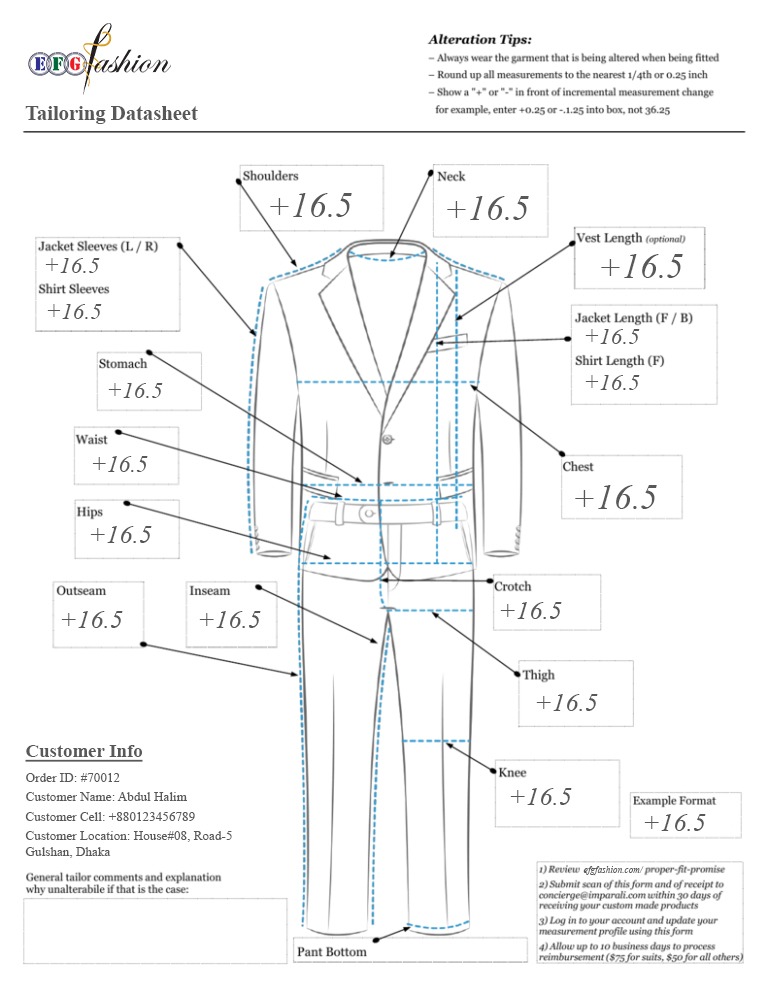 EFG fashion
Tailoring Datasheet
Alteration Tips:
– Always wear the garment that is being altered when being fitted
– Round up all measurements to the nearest 1/4th or 0.25 inch
– Show a "+" or "-" in front of incremental measurement change
for example, enter +0.25 or -.1.25 into box, not 36.25
Shoulders
+16.5
Neck
+16.5
Jacket Sleeves (L / R)
+16.5
Shirt Sleeves
+16.5
Vest Length (optional)
+16.5
Jacket Length (F / B)
+16.5
Shirt Length (F)
+16.5
Stomach
+16.5
Waist
+16.5
Chest
+16.5
Hips
+16.5
Outseam
+16.5
Inseam
+16.5
Crotch
+16.5
Thigh
+16.5
Knee
+16.5
Example Format
+16.5
Customer Info
Order ID: #70012
Customer Name: Abdul Halim
Customer Cell: +880123456789
Customer Location: House#08, Road-5
Gulshan, Dhaka
General tailor comments and explanation
why unalterabile if that is the case:
Pant Bottom
1) Review efgfashion.com/ proper-fit-promise
2) Submit scan of this form and of receipt to
concierge@imparali.com within 30 days of
receiving your custom made products
3) Log in to your account and update your
measurement profile using this form
4) Allow up to 10 business days to process
reimbursement ($75 for suits, $50 for all others)